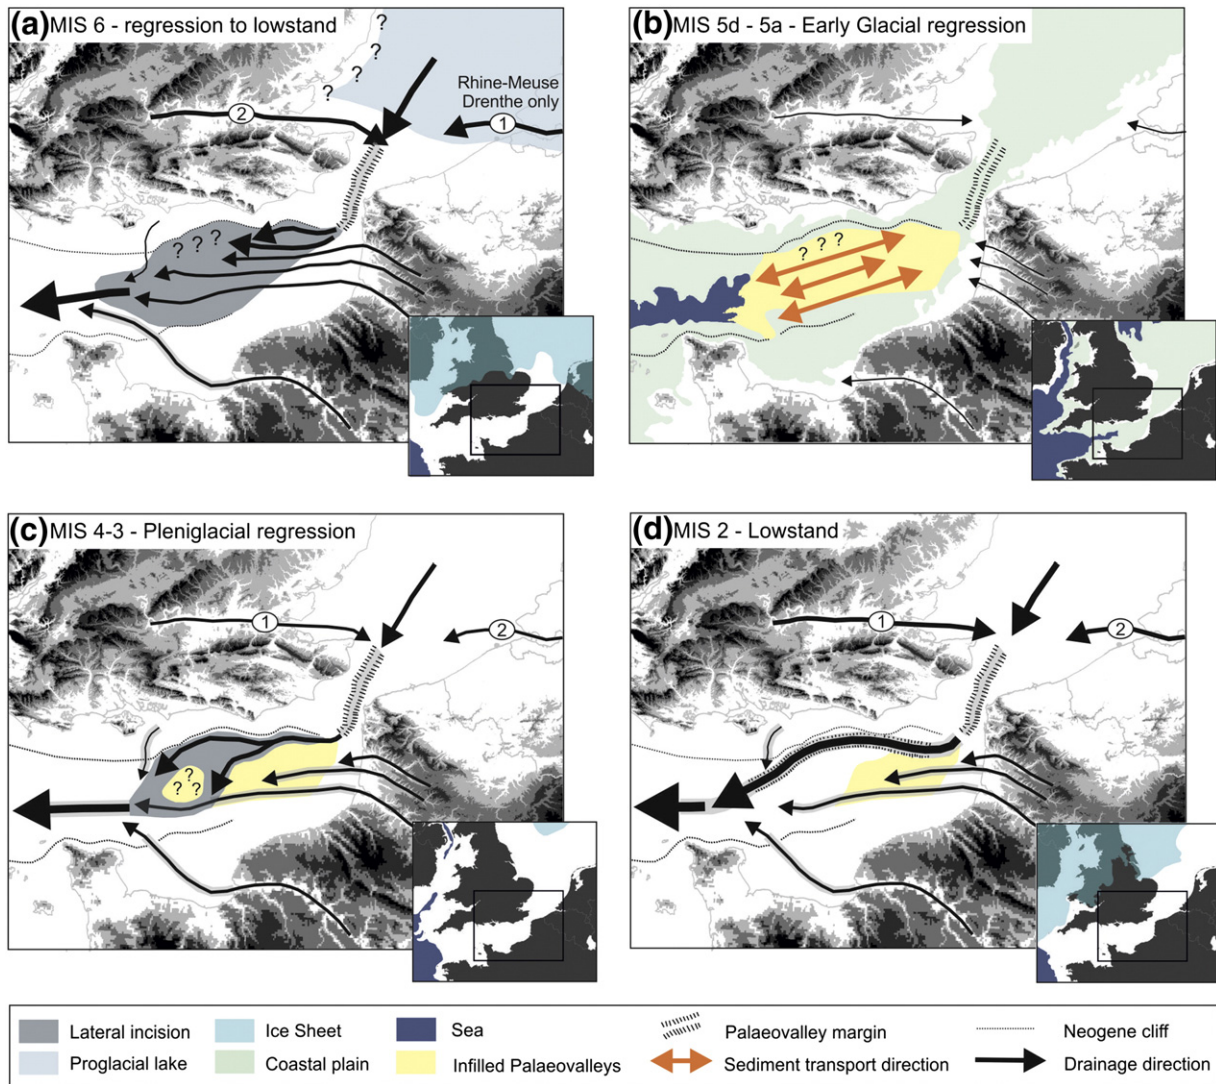 (a) MIS 6 - regression to lowstand
?
?
?
?
Rhine-Meuse
Drenthe only
2
1
? ? ?
(b) MIS 5d - 5a - Early Glacial regression
? ? ?
(c) MIS 4-3 - Pleniglacial regression
1
2
?
? ?
(d) MIS 2 - Lowstand
1
2
Lateral incision
Ice Sheet
Sea
Palaeovalley margin
Neogene cliff
Proglacial lake
Coastal plain
Infilled Palaeovalleys
Sediment transport direction
Drainage direction